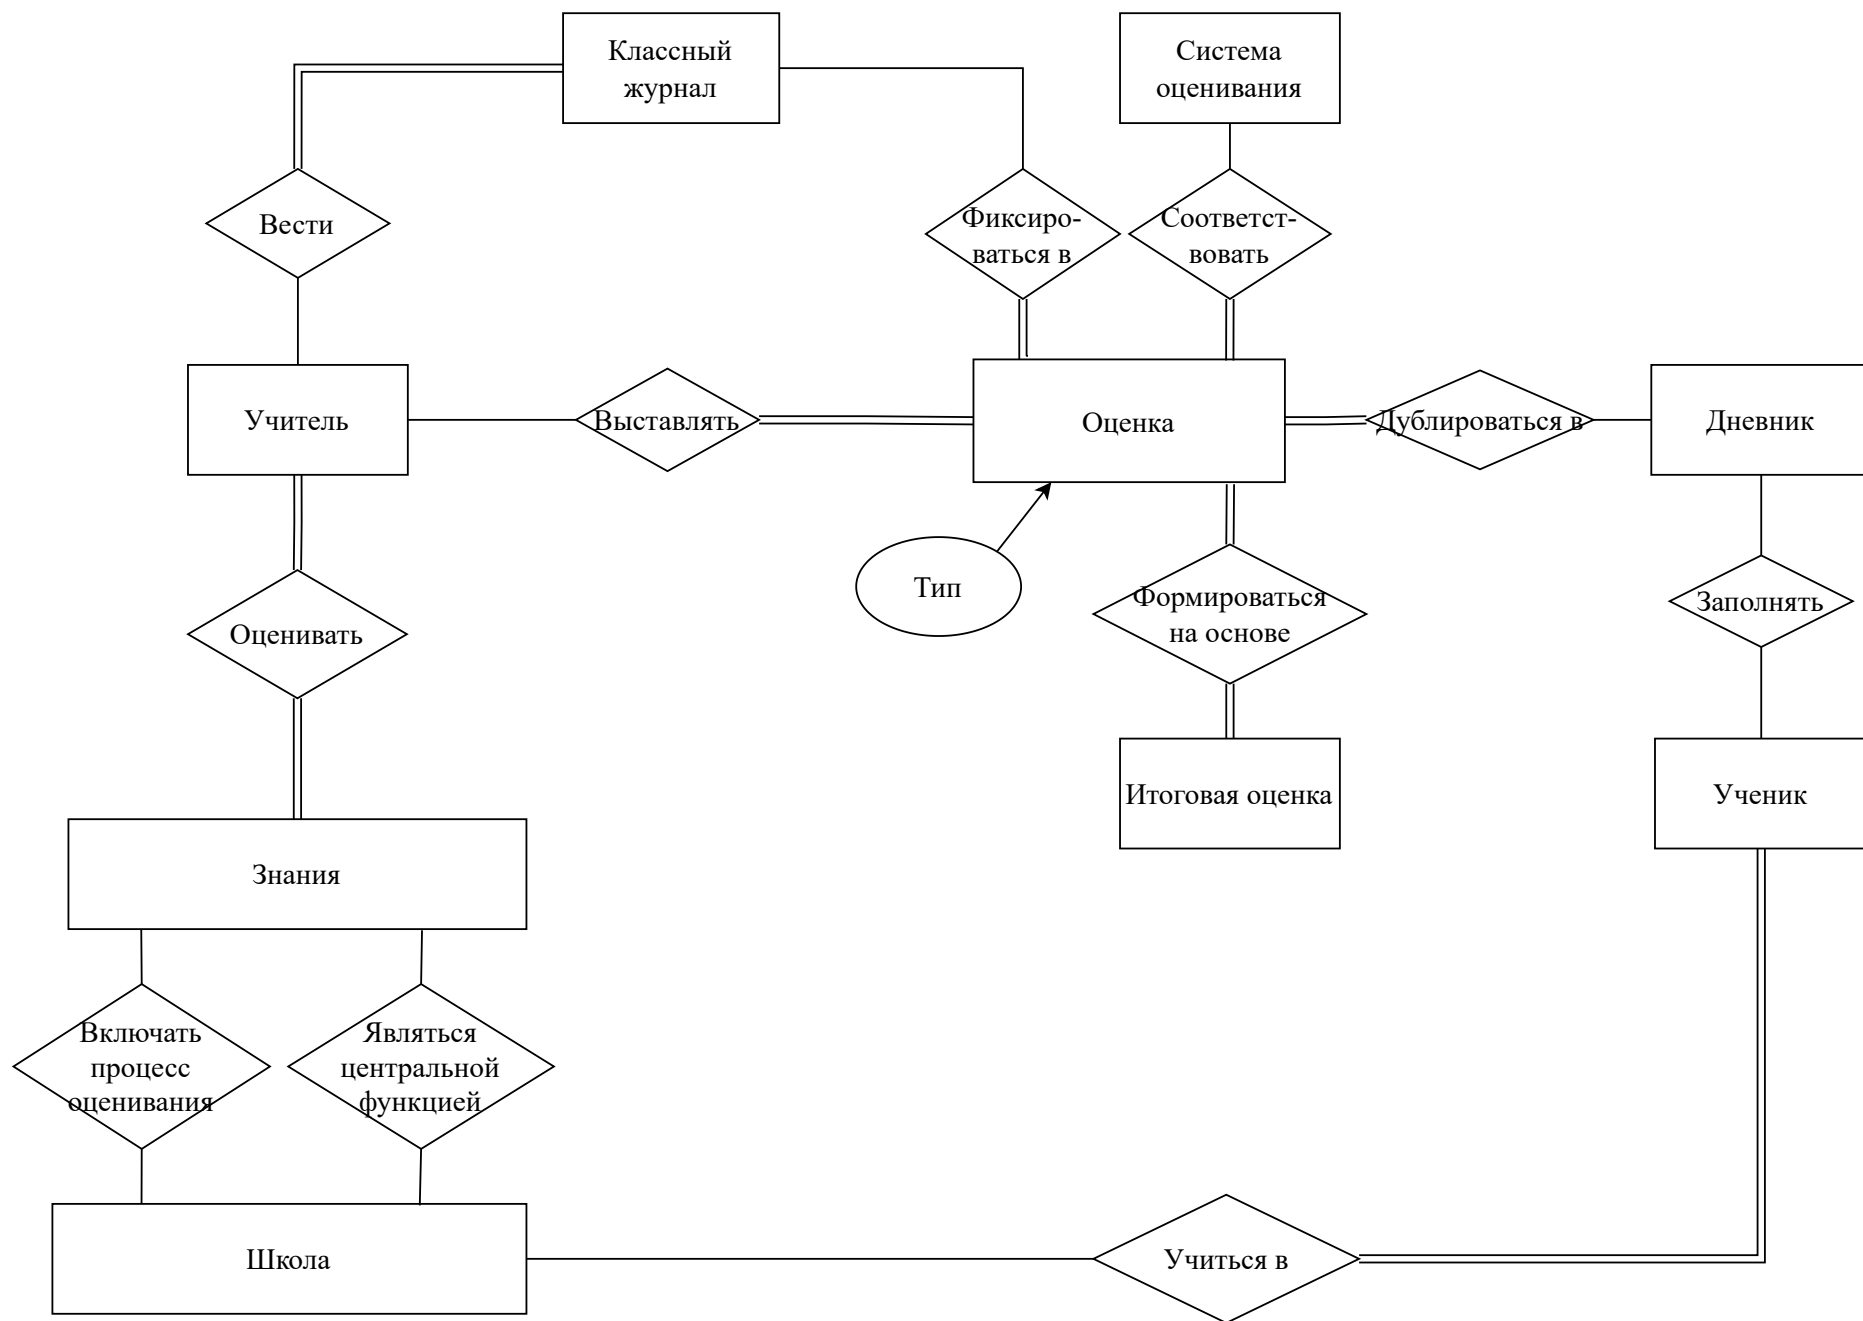 Классный
журнал
Система
оценивания
Вести
Фиксиро-
ваться в
Соответст-
вовать
Учитель
Выставлять
Оценка
Дублироваться в
Дневник
Тип
Формироваться
на основе
Заполнять
Оценивать
Итоговая оценка
Ученик
Знания
Включать
процесс
оценивания
Являться
центральной
функцией
Школа
Учиться в